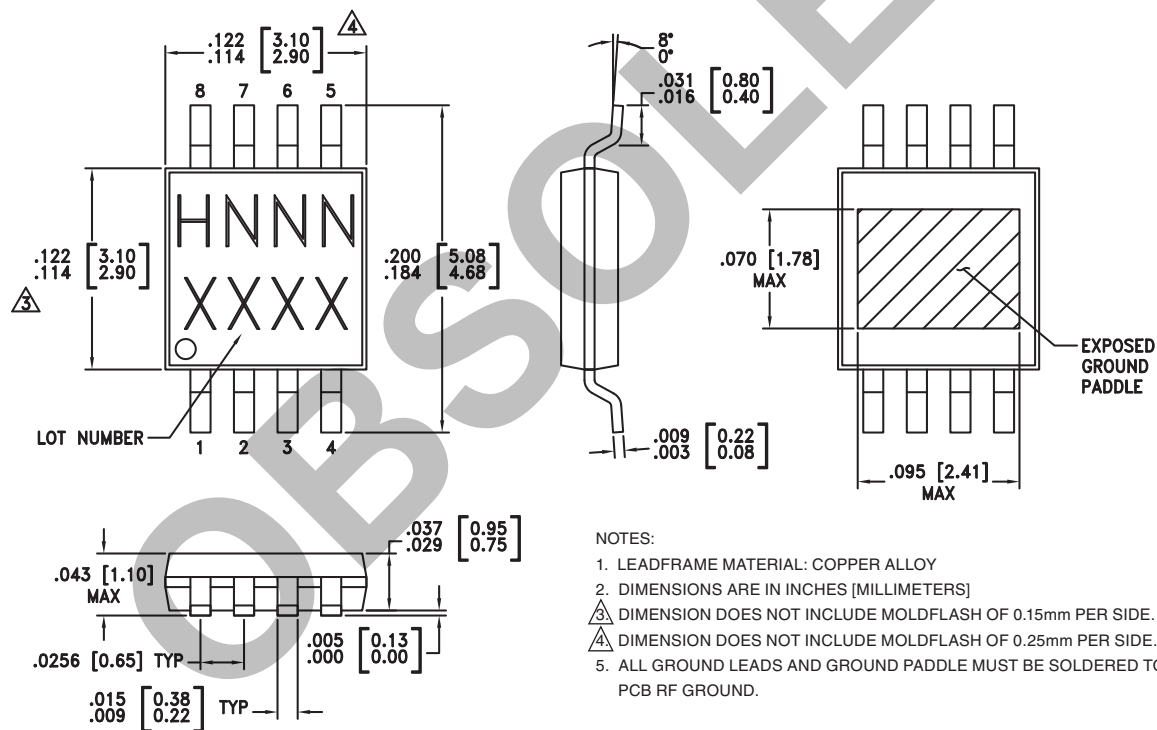 .122 [3.10]
.114 [2.90]
4
8 7 6 5
HNNN
XXXX
.122 [3.10]
.114 [2.90]
3
.200 [5.08]
.184 [4.68]
LOT NUMBER
1 2 3 4
8°
0°
.031 [0.80]
.016 [0.40]
.009 [0.22]
.003 [0.08]
.070 [1.78]
MAX
EXPOSED
GROUND
PADDLE
.095 [2.41]
MAX
.037 [0.95]
.029 [0.75]
.043 [1.10]
MAX
.005 [0.13]
.000 [0.00]
.0256 [0.65] TYP
.015 [0.38]
.009 [0.22]
TYP
NOTES:
1. LEADFRAME MATERIAL: COPPER ALLOY
2. DIMENSIONS ARE IN INCHES [MILLIMETERS]
3. DIMENSION DOES NOT INCLUDE MOLDFLASH OF 0.15mm PER SIDE.
4. DIMENSION DOES NOT INCLUDE MOLDFLASH OF 0.25mm PER SIDE.
5. ALL GROUND LEADS AND GROUND PADDLE MUST BE SOLDERED TO
PCB RF GROUND.
OBSOLE